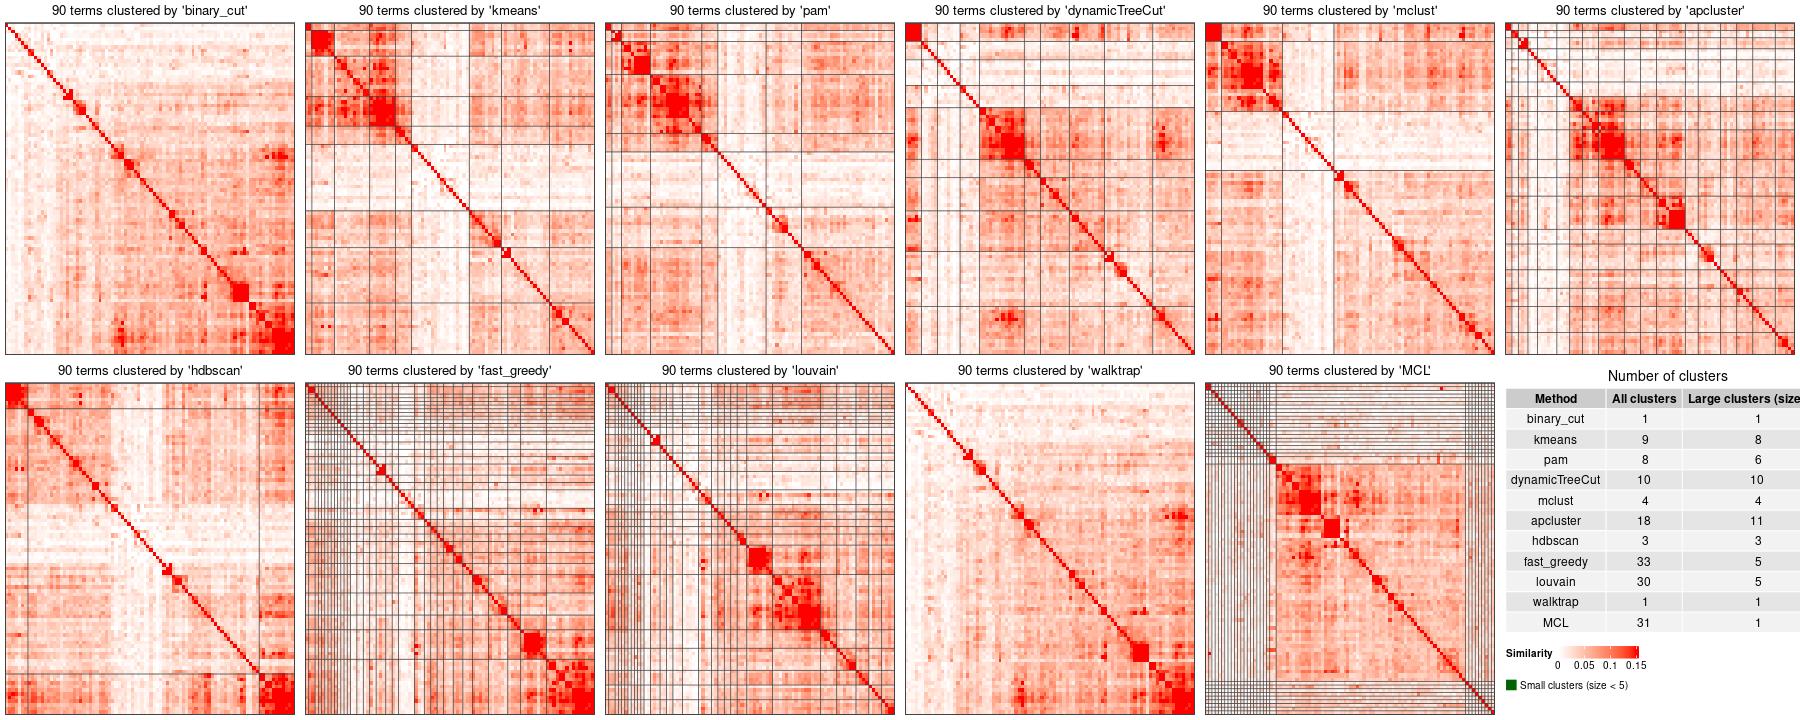 90 terms clustered by 'binary_cut'
90 terms clustered by 'kmeans'
90 terms clustered by 'pam'
90 terms clustered by 'dynamicTreeCut'
90 terms clustered by 'mclust'
90 terms clustered by 'apcluster'
90 terms clustered by 'hdbscan'
90 terms clustered by 'fast_greedy'
90 terms clustered by 'louvain'
90 terms clustered by 'walktrap'
90 terms clustered by 'MCL'
Number of clusters
Method All clusters Large clusters (size
binary_cut 1 1
kmeans 9 8
pam 8 6
dynamicTreeCut 10 10
mclust 4 4
apcluster 18 11
hdbscan 3 3
fast_greedy 33 5
louvain 30 5
walktrap 1 1
MCL 31 1
Similarity
0 0.05 0.1 0.15
Small clusters (size < 5)